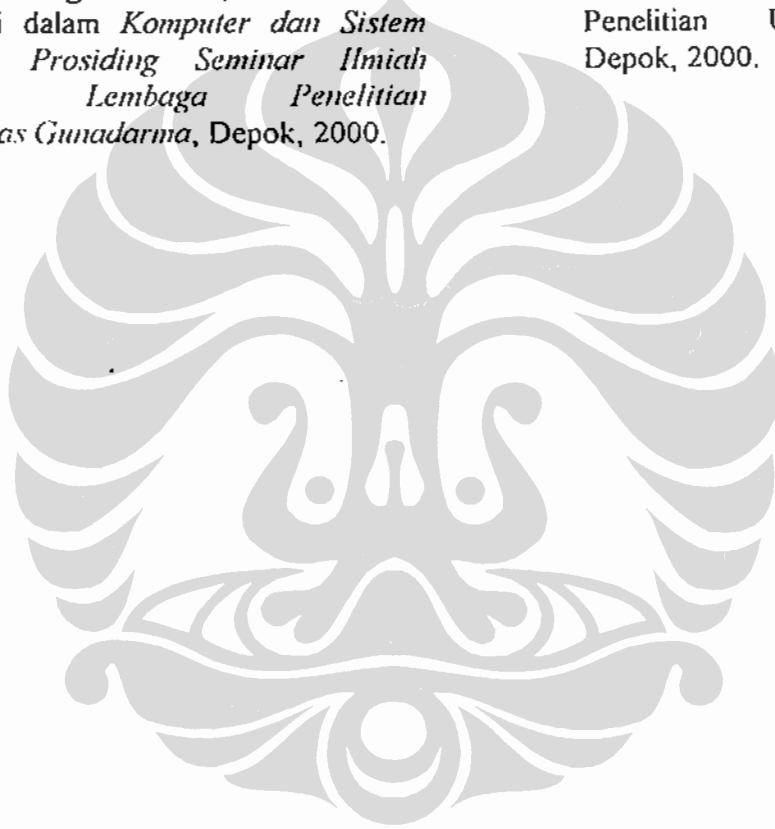 i dalam Komputer dan Sistem
Prosiding Seminar Ilmiah
Lembaga Penelitian
as Gunadarma, Depok, 2000.
Penelitian U
Depok, 2000.